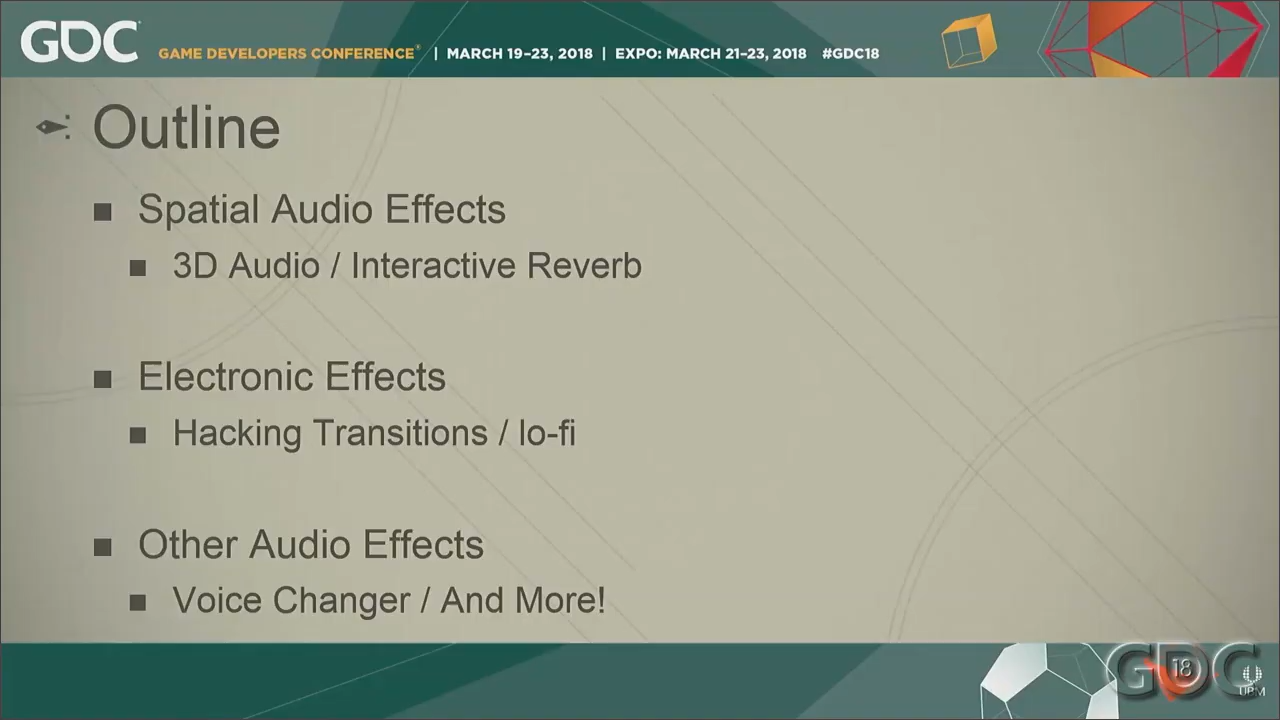 GDC GAME DEVELOPERS CONFERENCE® | MARCH 19–23, 2018 | EXPO: MARCH 21–23, 2018 #GDC18
Outline
Spatial Audio Effects
3D Audio / Interactive Reverb
Electronic Effects
Hacking Transitions / lo-fi
Other Audio Effects
Voice Changer / And More!
GDC
18
UBM